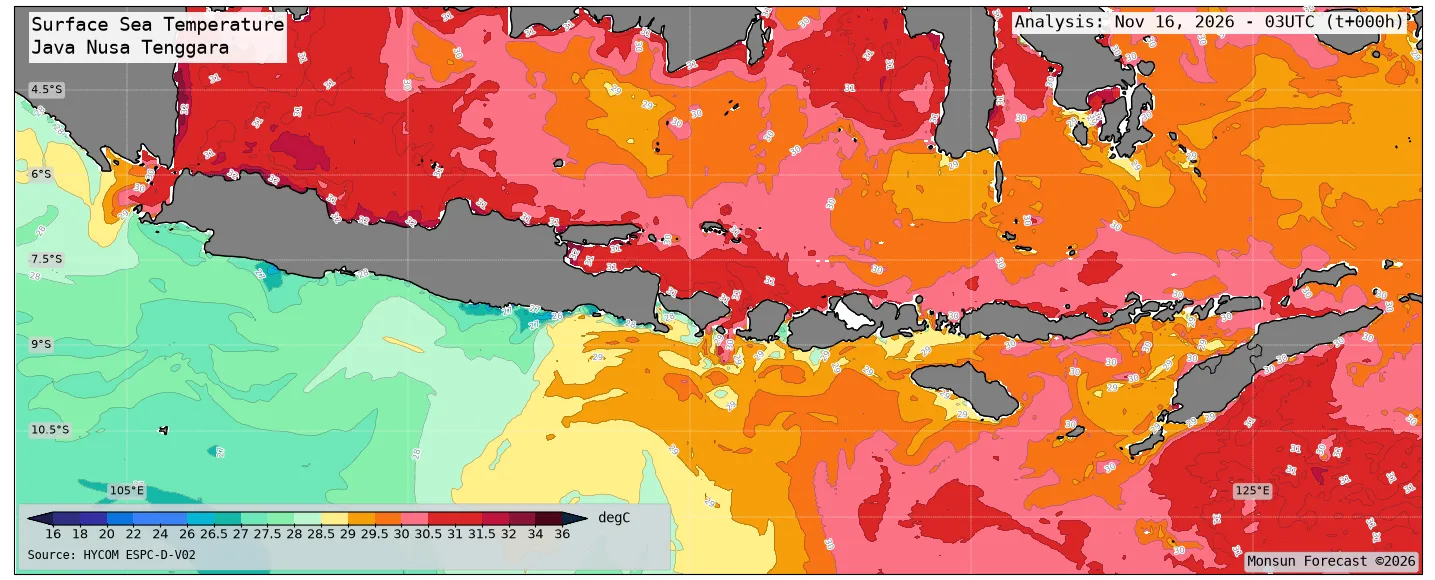 Surface Sea Temperature
Java Nusa Tenggara
Analysis: Nov 16, 2026 - 03UTC (t+000h)
4.5°S
6°S
7.5°S
9°S
10.5°S
105°E
125°E
degC
16 18 20 22 24 26 26.5 27 27.5 28 28.5 29 29.5 30 30.5 31 31.5 32 34 36
Source: HYCOM ESPC-D-V02
Monsun Forecast ©2026